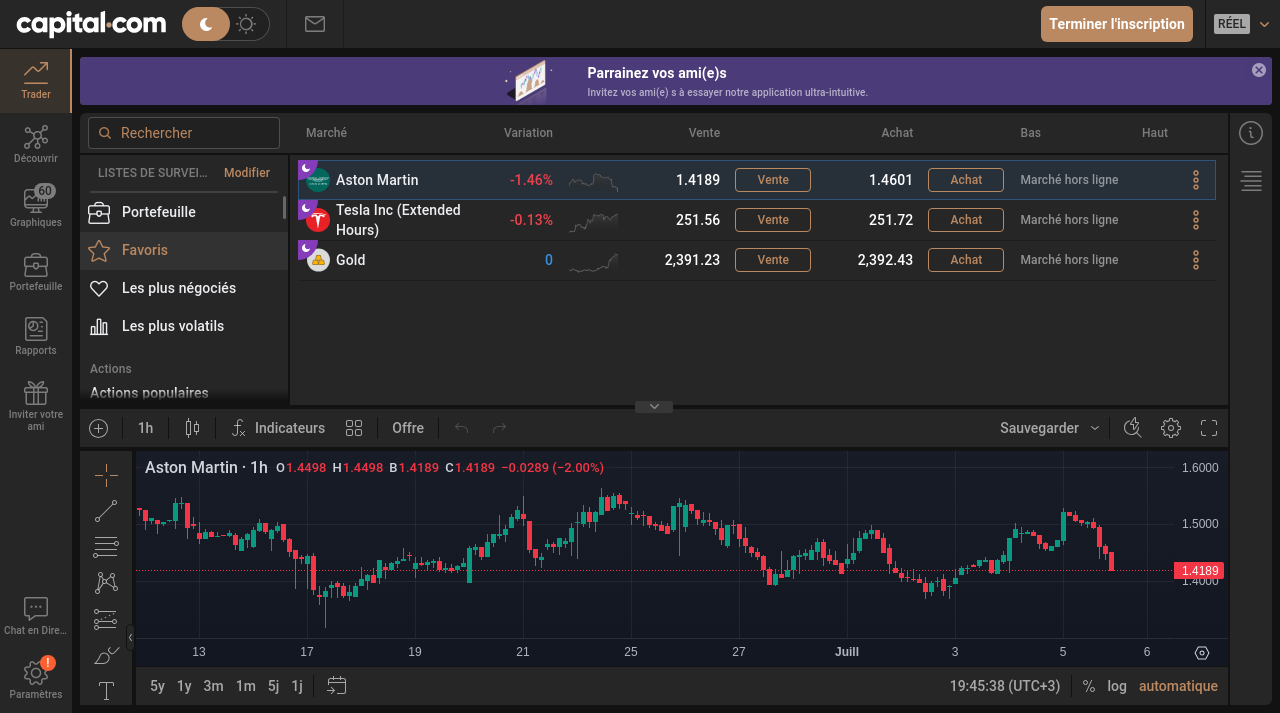 capital.com
Terminer l'inscription
RÉEL
Trader
Découvrir
60
Graphiques
Portefeuille
Rapports
Inviter votre
ami
Chat en Dire...
!
Paramètres
Parrainez vos ami(e)s
Invitez vos ami(e) s à essayer notre application ultra-intuitive.
Rechercher
Marché Variation Vente Achat Bas Haut
LISTES DE SURVEI... Modifier
Portefeuille
Favoris
Les plus négociés
Les plus volatils
Actions
Actions populaires
Aston Martin -1.46% 1.4189 Vente 1.4601 Achat Marché hors ligne
Tesla Inc (Extended
Hours) -0.13% 251.56 Vente 251.72 Achat Marché hors ligne
Gold 0 2,391.23 Vente 2,392.43 Achat Marché hors ligne
1h Indicateurs Offre Sauvegarder
Aston Martin · 1h O1.4498 H1.4498 B1.4189 C1.4189 −0.0289 (−2.00%)
1.6000
1.5000
1.4189
1.4000
13 17 19 21 25 27 Juill 3 5 6
5y 1y 3m 1m 5j 1j 19:45:38 (UTC+3) % log automatique